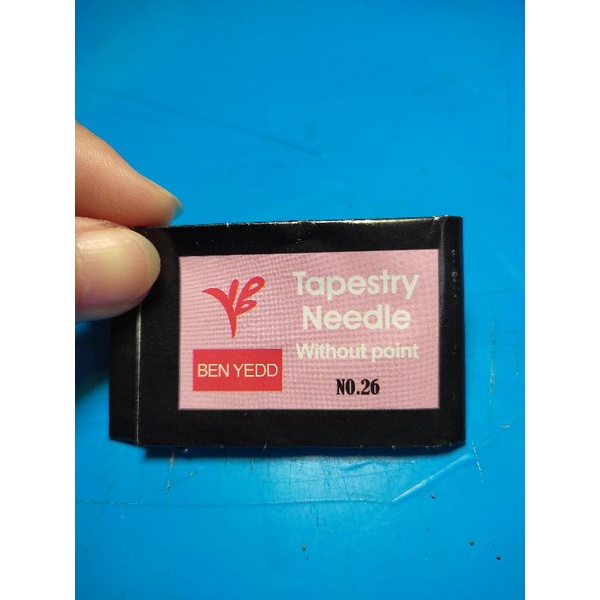 Tapestry
Needle
Without point
BEN YEDD
NO.26